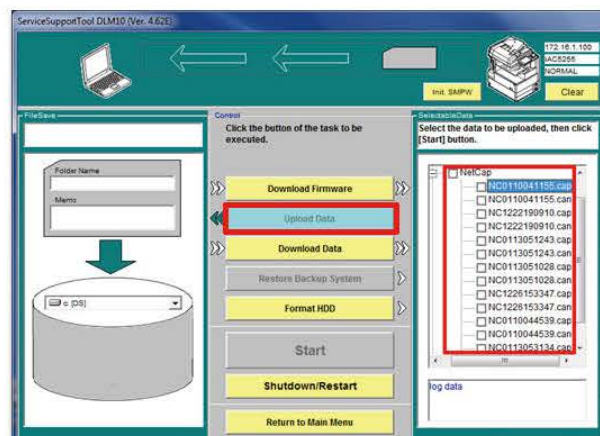 ServiceSupportTool DLM10 (Ver. 4.62E)
172.16.1.100
iAC5255
NORMAL
Init. SMPW
Clear
FileSave
Folder Name
Memo
c: [DS]
Control
Click the button of the task to be
executed.
Download Firmware
Upload Data
Download Data
Restore Backup System
Format HDD
Start
Shutdown/Restart
Return to Main Menu
SelectableData
Select the data to be uploaded, then click
[Start] button.
NetCap
NC0110041155.cap
NC0110041155.can
NC1222190910.cap
NC1222190910.can
NC0113051243.cap
NC0113051243.can
NC0113051028.cap
NC0113051028.can
NC1226153347.cap
NC1226153347.can
NC0110044539.cap
NC0110044539.can
NC0113053134.cap
log data